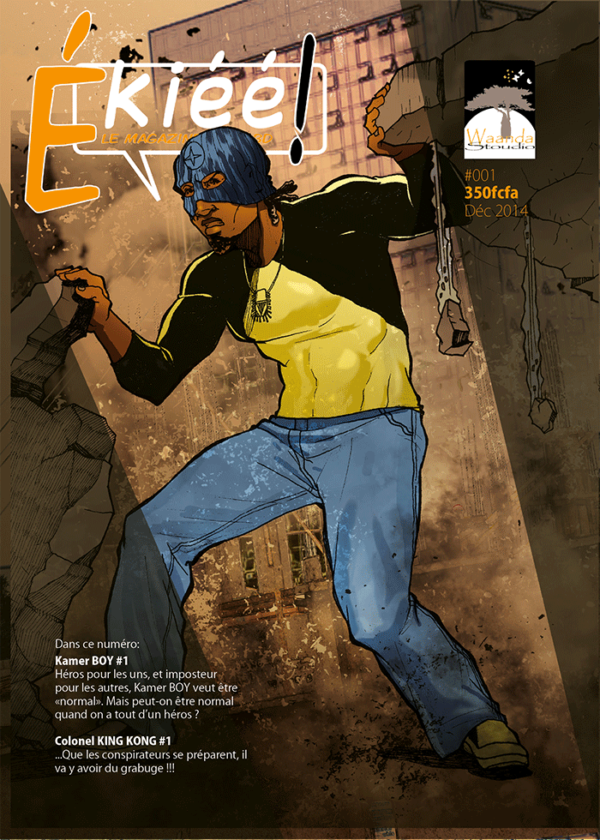 Ékiéé!
LE MAGAZIN
Waanda
Stoudio
#001
350fcfa
Déc 2014
Dans ce numéro:
Kamer BOY #1
Héros pour les uns, et imposteur
pour les autres, Kamer BOY veut être
«normal». Mais peut-on être normal
quand on a tout d'un héros ?
Colonel KING KONG #1
...Que les conspirateurs se préparent, il
va y avoir du grabuge !!!